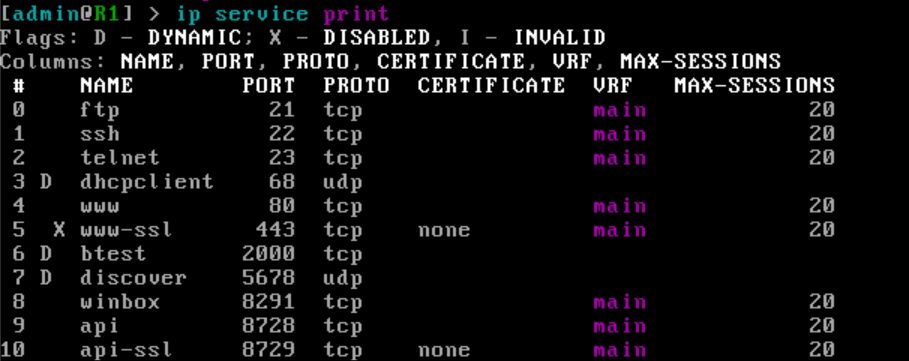 [admin@R1] > ip service print
Flags: D - DYNAMIC; X - DISABLED, I - INVALID
Columns: NAME, PORT, PROTO, CERTIFICATE, VRF, MAX-SESSIONS
 #     NAME        PORT  PROTO  CERTIFICATE  VRF   MAX-SESSIONS
 0     ftp           21  tcp                 main            20
 1     ssh           22  tcp                 main            20
 2     telnet        23  tcp                 main            20
 3 D   dhcpclient    68  udp
 4     www           80  tcp                 main            20
 5  X  www-ssl      443  tcp    none         main            20
 6 D   btest       2000  tcp
 7 D   discover    5678  udp
 8     winbox      8291  tcp                 main            20
 9     api         8728  tcp                 main            20
10     api-ssl     8729  tcp    none         main            20